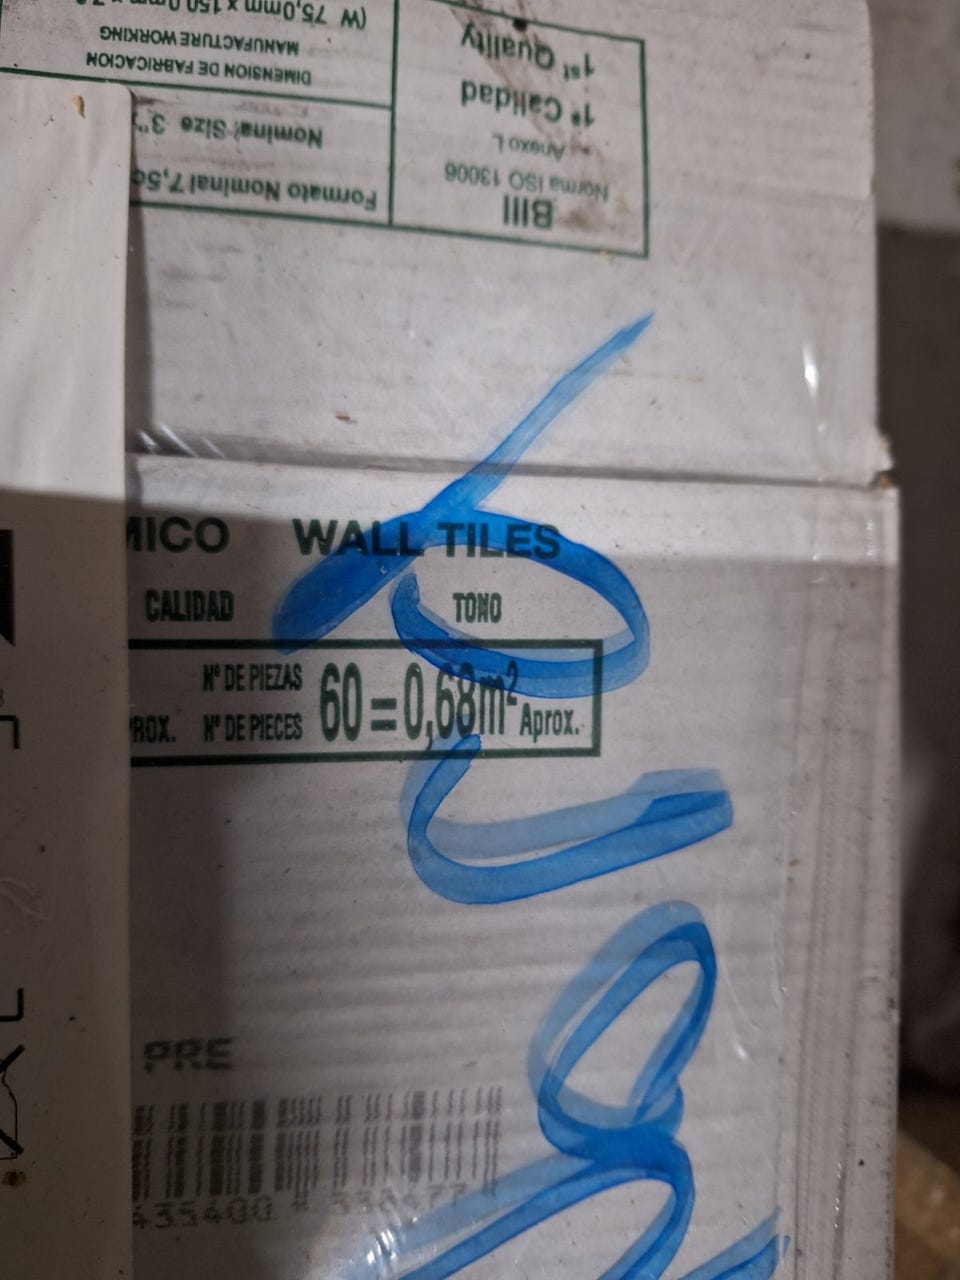 BIII
Norma ISO 13006
Anexo L
1ª Calidad
1st Quality
Formato Nominal 7,5
Nominal Size 3"
DIMENSION DE FABRICACION
MANUFACTURE WORKING
(W 75,0mm x 150,0mm x 7
MICO WALL TILES
CALIDAD TONO
Nº DE PIEZAS
ROX. Nº DE PIECES 60=0,68m² Aprox.
PRE